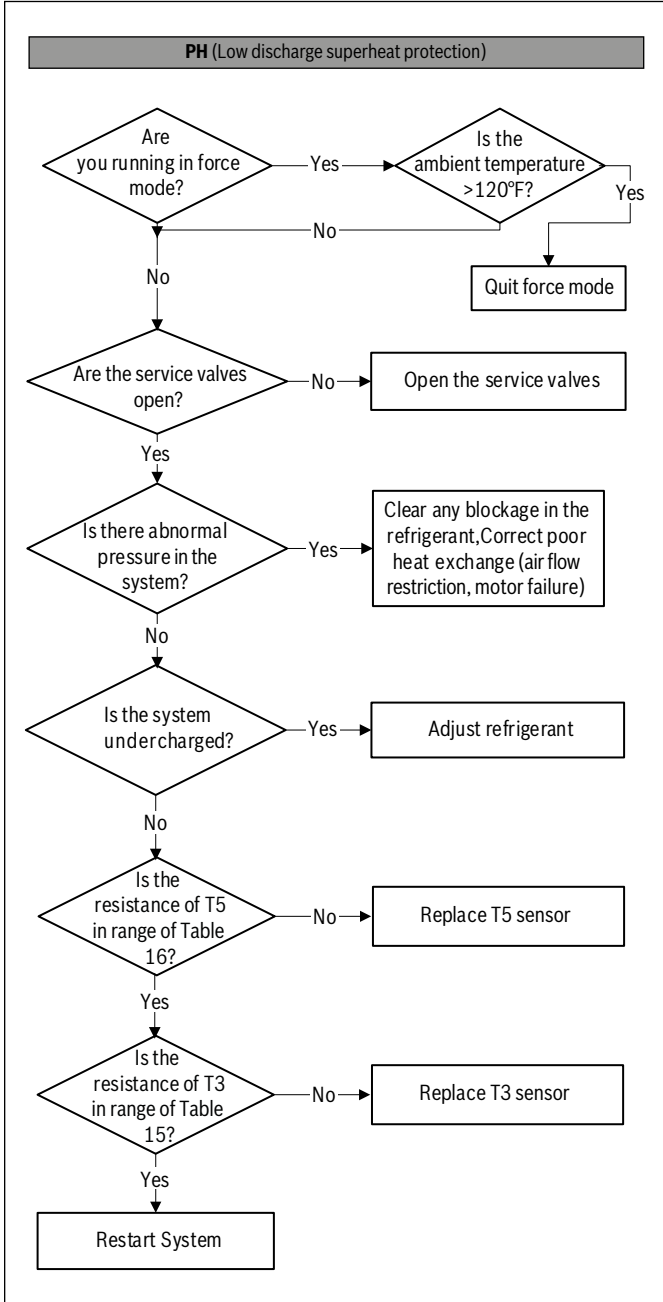 PH (Low discharge superheat protection)
Are
you running in force
mode?
Yes
Is the
ambient temperature
>120°F?
Yes
No
No
Quit force mode
Are the service valves
open?
No
Open the service valves
Yes
Is there abnormal
pressure in the
system?
Yes
Clear any blockage in the
refrigerant,Correct poor
heat exchange (air flow
restriction, motor failure)
No
Is the system
undercharged?
Yes
Adjust refrigerant
No
Is the
resistance of T5
in range of Table
16?
No
Replace T5 sensor
Yes
Is the
resistance of T3
in range of Table
15?
No
Replace T3 sensor
Yes
Restart System